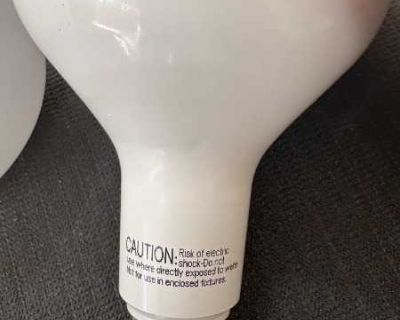 CAUTION: Risk of electric
shock-Do not
use where directly exposed to water.
Not for use in enclosed fixtures.